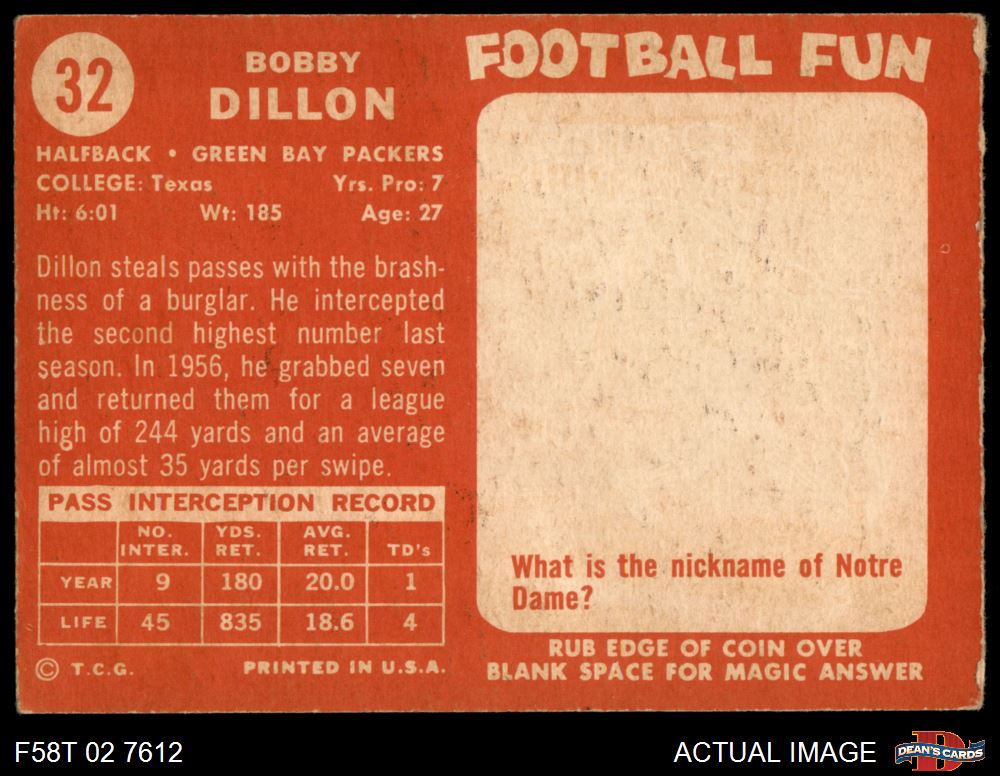 32
BOBBY
DILLON
HALFBACK • GREEN BAY PACKERS
COLLEGE: Texas Yrs. Pro: 7
Ht: 6:01 Wt: 185 Age: 27
Dillon steals passes with the brash-
ness of a burglar. He intercepted
the second highest number last
season. In 1956, he grabbed seven
and returned them for a league
high of 244 yards and an average
of almost 35 yards per swipe.
PASS INTERCEPTION RECORD
NO. INTER. YDS. RET. AVG. RET. TD's
YEAR 9 180 20.0 1
LIFE 45 835 18.6 4
© T.C.G. PRINTED IN U.S.A.
FOOTBALL FUN
What is the nickname of Notre
Dame?
RUB EDGE OF COIN OVER
BLANK SPACE FOR MAGIC ANSWER
F58T 02 7612 ACTUAL IMAGE DEAN'S CARDS